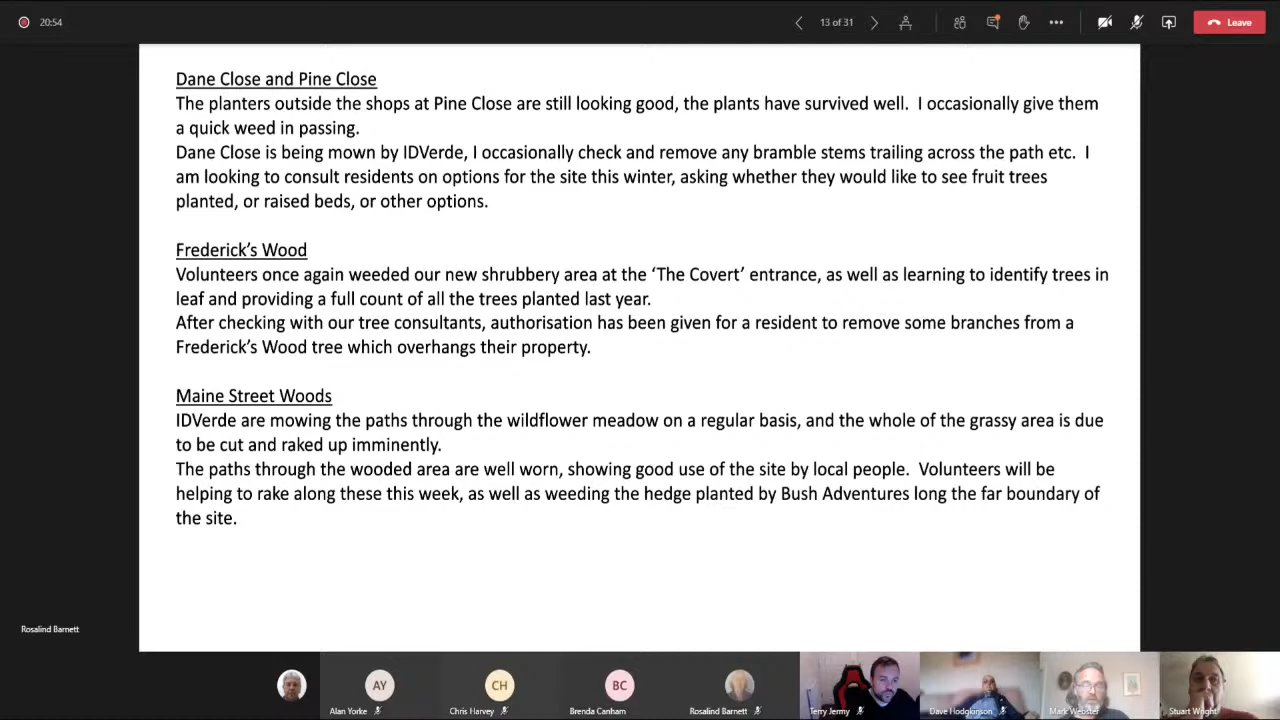 20:54
13 of 31
Leave
Dane Close and Pine Close
The planters outside the shops at Pine Close are still looking good, the plants have survived well.  I occasionally give them
a quick weed in passing.
Dane Close is being mown by IDVerde, I occasionally check and remove any bramble stems trailing across the path etc.  I
am looking to consult residents on options for the site this winter, asking whether they would like to see fruit trees
planted, or raised beds, or other options.
Frederick’s Wood
Volunteers once again weeded our new shrubbery area at the ‘The Covert’ entrance, as well as learning to identify trees in
leaf and providing a full count of all the trees planted last year.
After checking with our tree consultants, authorisation has been given for a resident to remove some branches from a
Frederick’s Wood tree which overhangs their property.
Maine Street Woods
IDVerde are mowing the paths through the wildflower meadow on a regular basis, and the whole of the grassy area is due
to be cut and raked up imminently.
The paths through the wooded area are well worn, showing good use of the site by local people.  Volunteers will be
helping to rake along these this week, as well as weeding the hedge planted by Bush Adventures long the far boundary of
the site.
Rosalind Barnett
AY
CH
BC
Alan Yorke
Chris Harvey
Brenda Canham
Rosalind Barnett
Terry Jermy
Dave Hodgkinson
Mark Webster
Stuart Wright